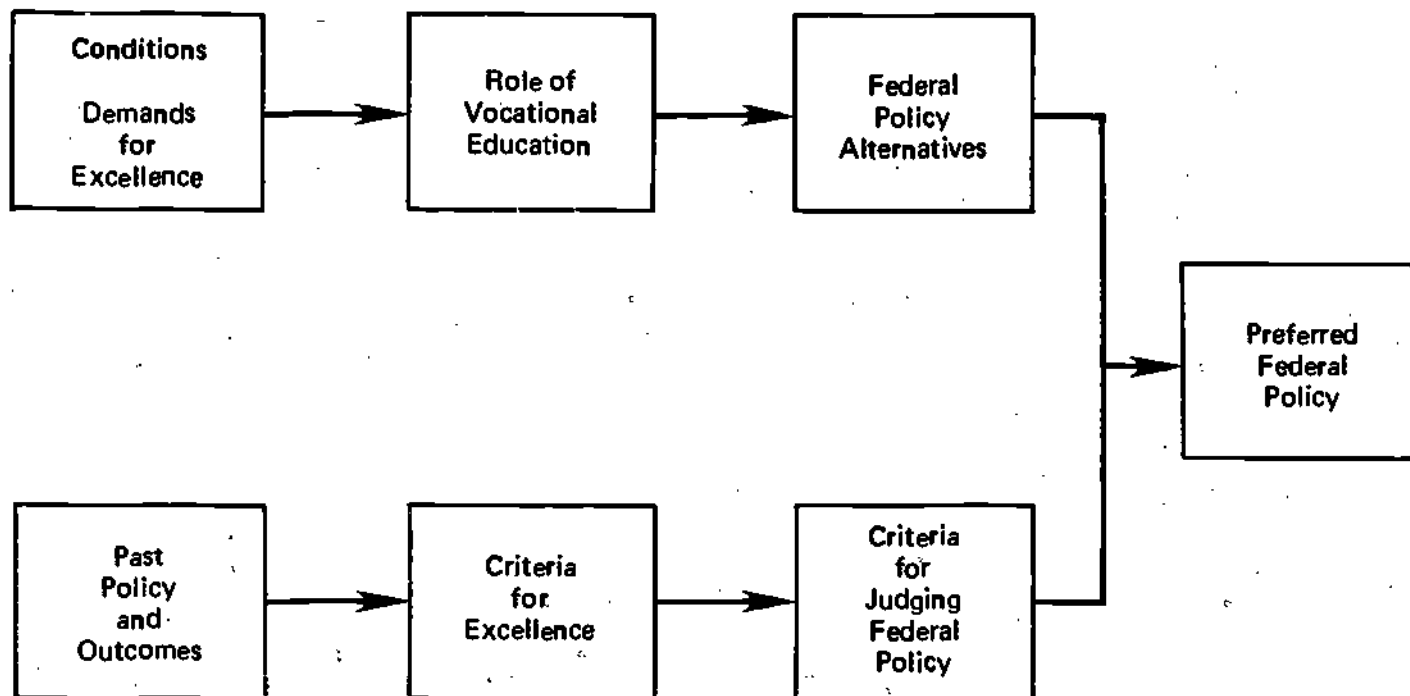 Conditions
Demands
for
Excellence
Role of
Vocational
Education
Federal
Policy
Alternatives
Preferred
Federal
Policy
Past
Policy
and
Outcomes
Criteria
for
Excellence
Criteria
for
Judging
Federal
Policy